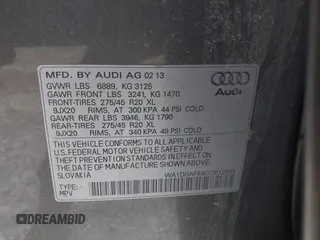 MFD. BY AUDI AG 02 13
GVWR LBS 6889, KG 3125
GAWR FRONT LBS 3241, KG 1470
FRONT-TIRES 275/45 R20 XL
9JX20 RIMS, AT 300 KPA 44 PSI COLD
GAWR REAR LBS 3946, KG 1790
REAR-TIRES 275/45 R20 XL
9JX20 RIMS, AT 340 KPA 49 PSI COLD
THIS VEHICLE CONFORMS TO ALL APPLICABLE
U.S. FEDERAL MOTOR VEHICLE SAFETY AND
THEFT PREVENTION STANDARDS IN EFFECT ON THE
DATE OF MANUFACTURE SHOWN ABOVE.
SLOVAKIA
TYPE:
MPV
Audi
DREAMBID